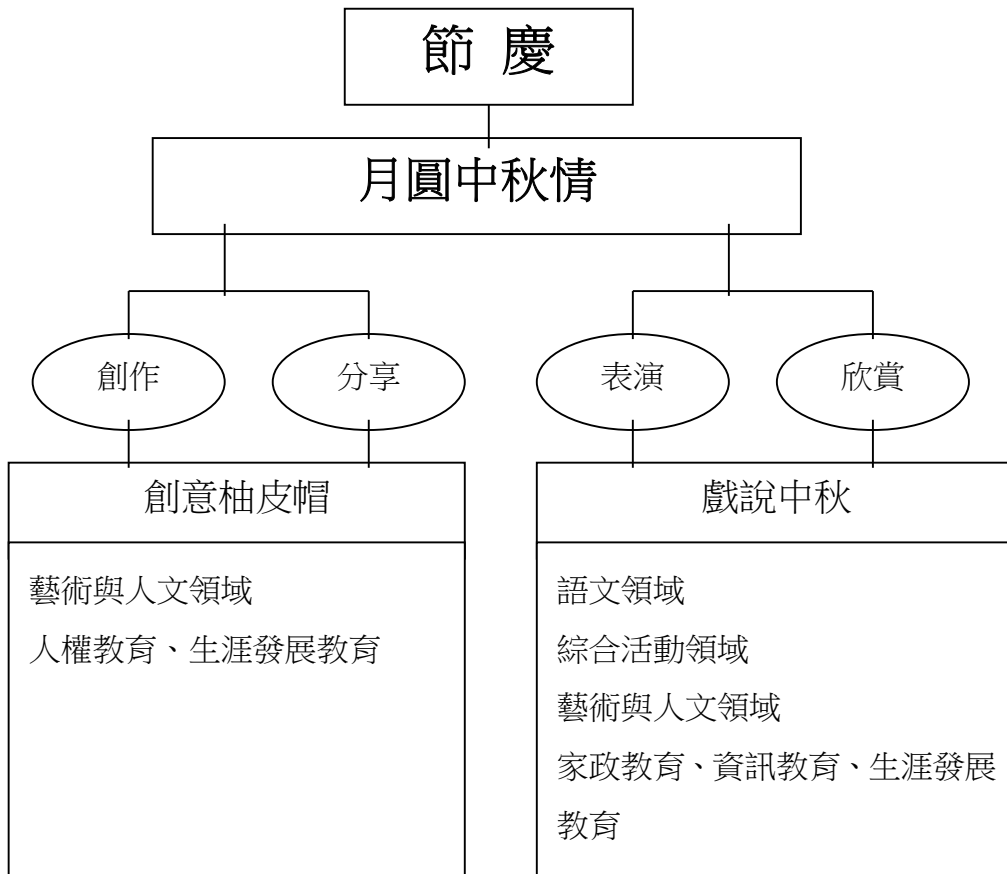 節 慶
月圓中秋情
創作
分享
表演
欣賞
創意柚皮帽
藝術與人文領域
人權教育、生涯發展教育
戲說中秋
語文領域
綜合活動領域
藝術與人文領域
家政教育、資訊教育、生涯發展
教育